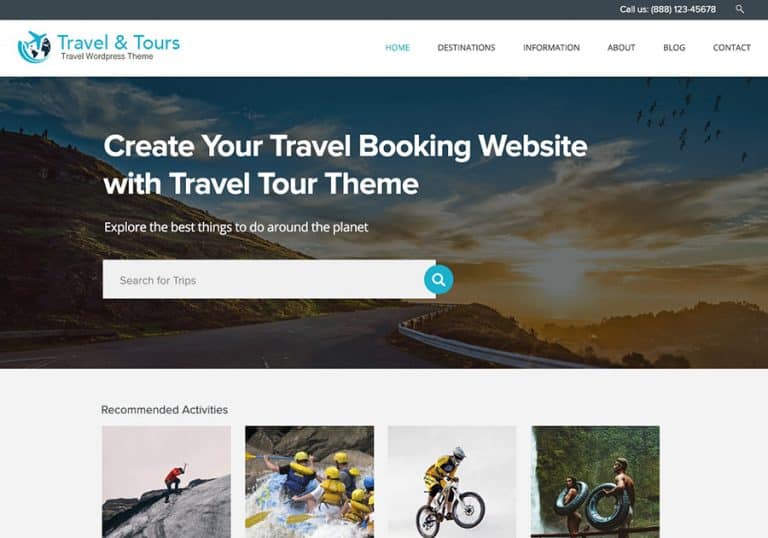 Call us: (888) 123-45678
Travel & Tours
Travel Wordpress Theme
HOME DESTINATIONS INFORMATION ABOUT BLOG CONTACT
Create Your Travel Booking Website
with Travel Tour Theme
Explore the best things to do around the planet
Search for Trips
Recommended Activities